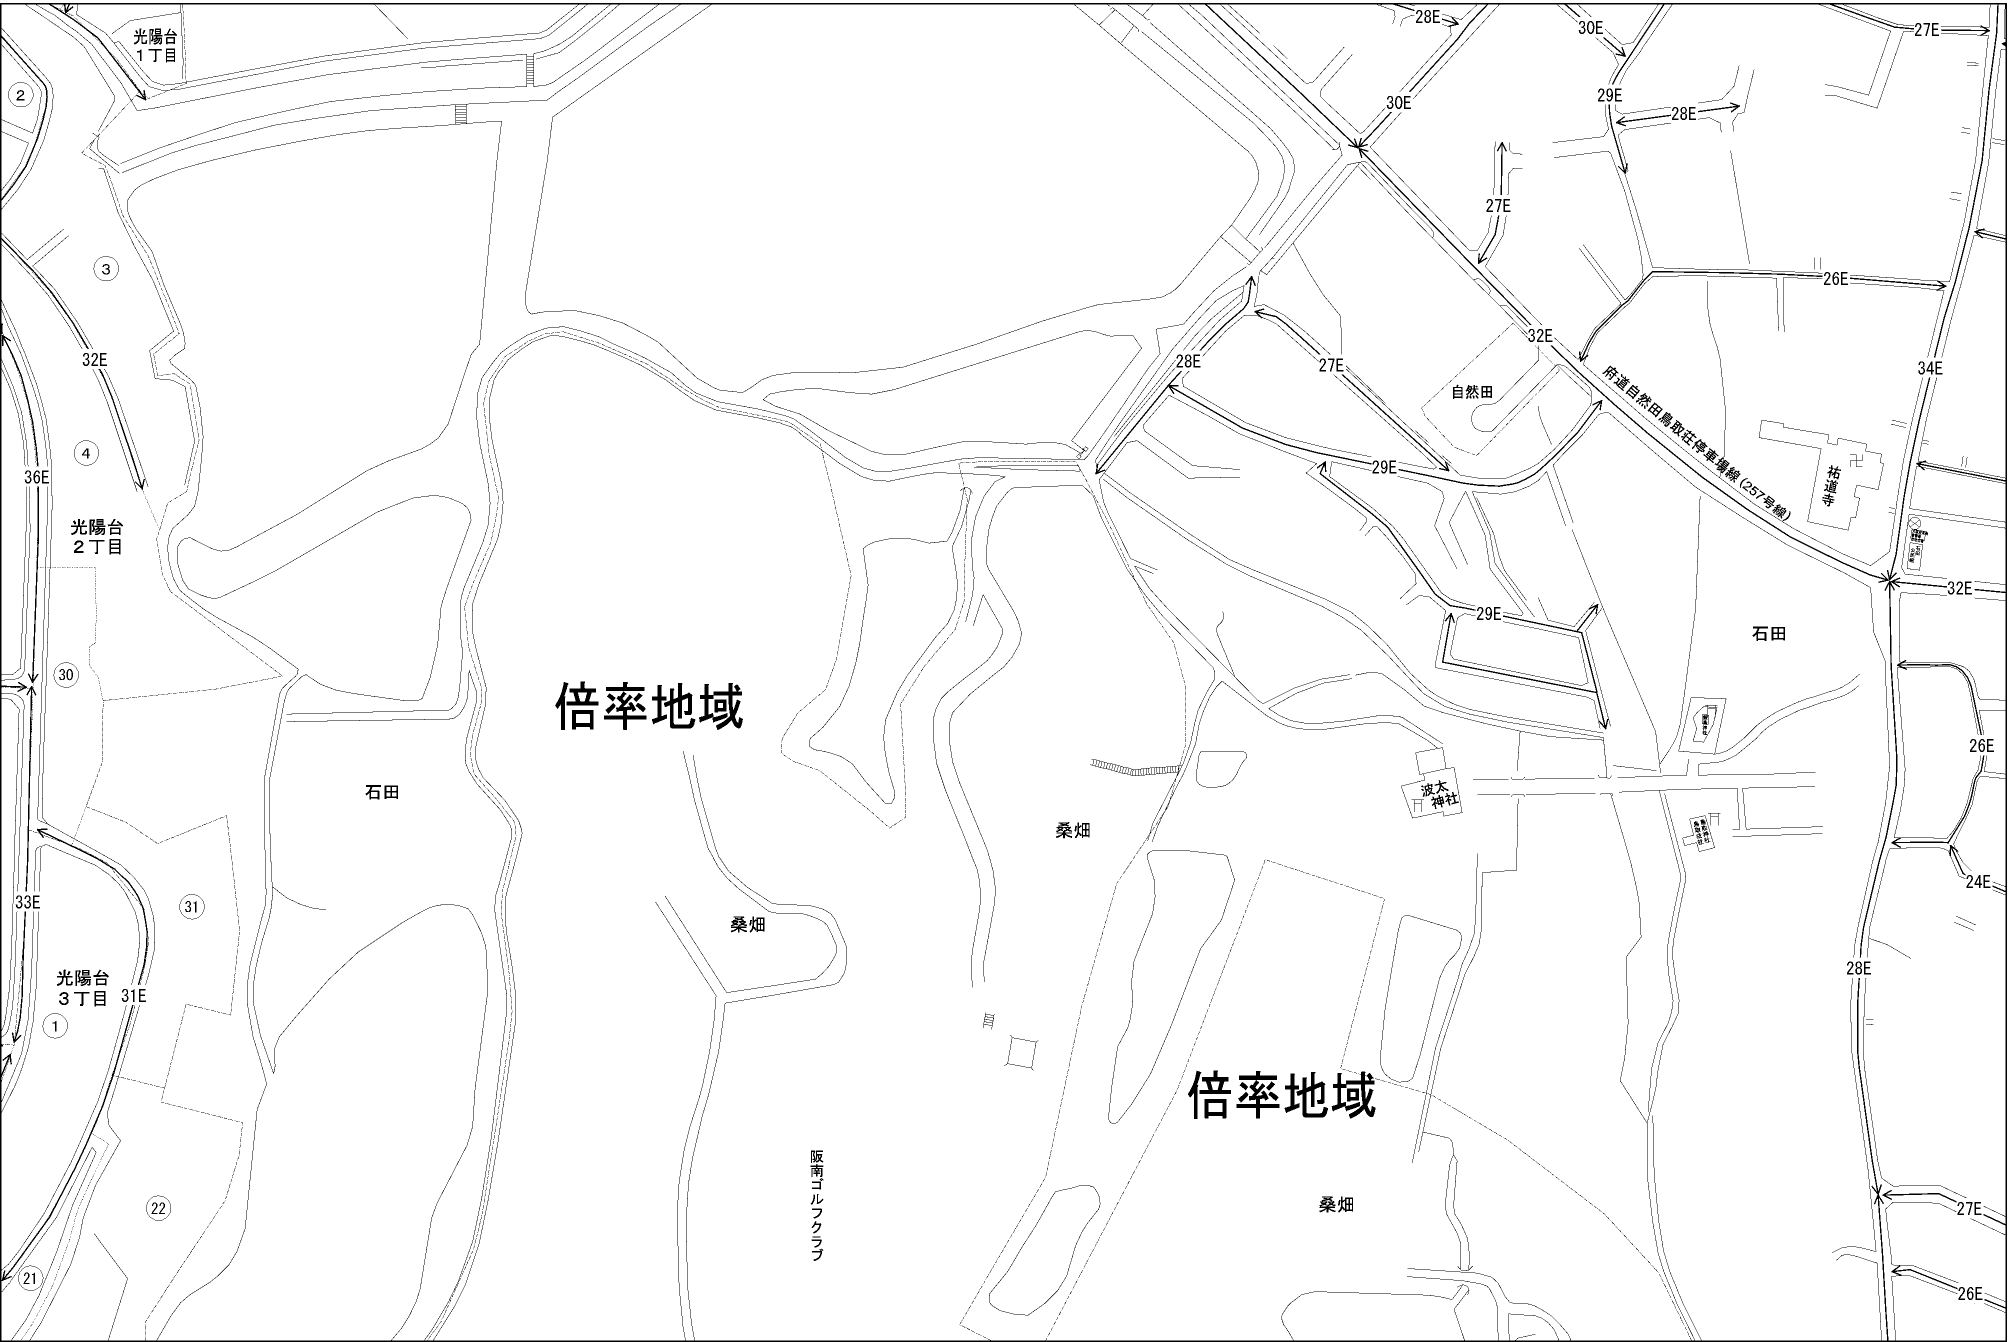 光陽台
１丁目
28E
30E
27E
2
30E
29E
28E
27E
3
26E
32E
28E
27E
32E
34E
自然田
府道自然田鳥取荘停車場線(257号線)
4
36E
29E
祐道寺
光陽台
２丁目
29E
32E
石田
30
倍率地域
26E
石田
波太
神社
桑畑
24E
33E
31
桑畑
28E
光陽台
３丁目
31E
1
倍率地域
阪南ゴルフクラブ
22
桑畑
27E
21
26E